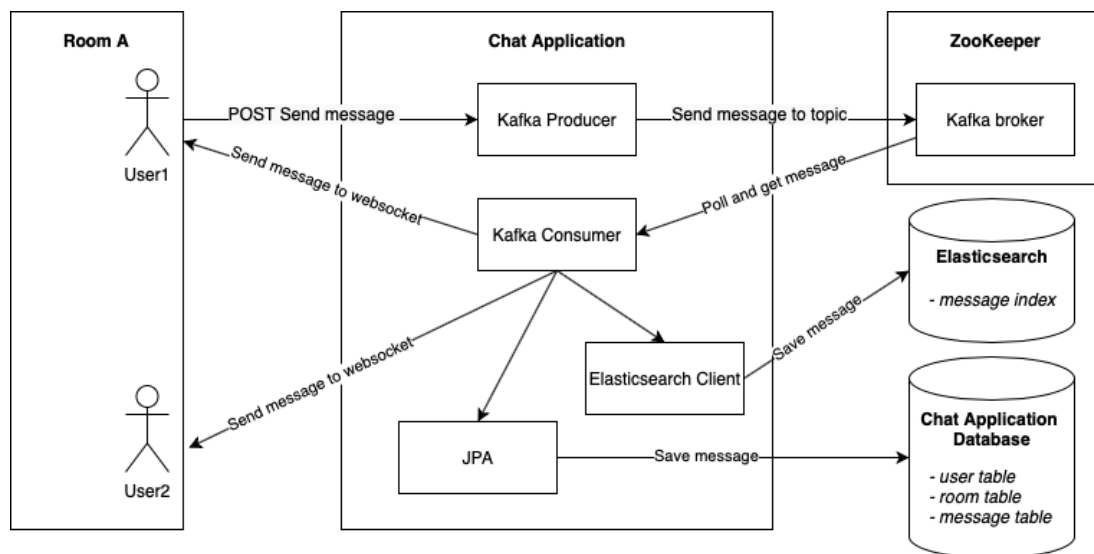 Room A
Chat Application
ZooKeeper
User1
POST Send message
Kafka Producer
Send message to topic
Kafka broker
Send message to websocket
Poll and get message
Kafka Consumer
Elasticsearch
- message index
Save message
Elasticsearch Client
Send message to websocket
User2
JPA
Save message
Chat Application
Database
- user table
- room table
- message table